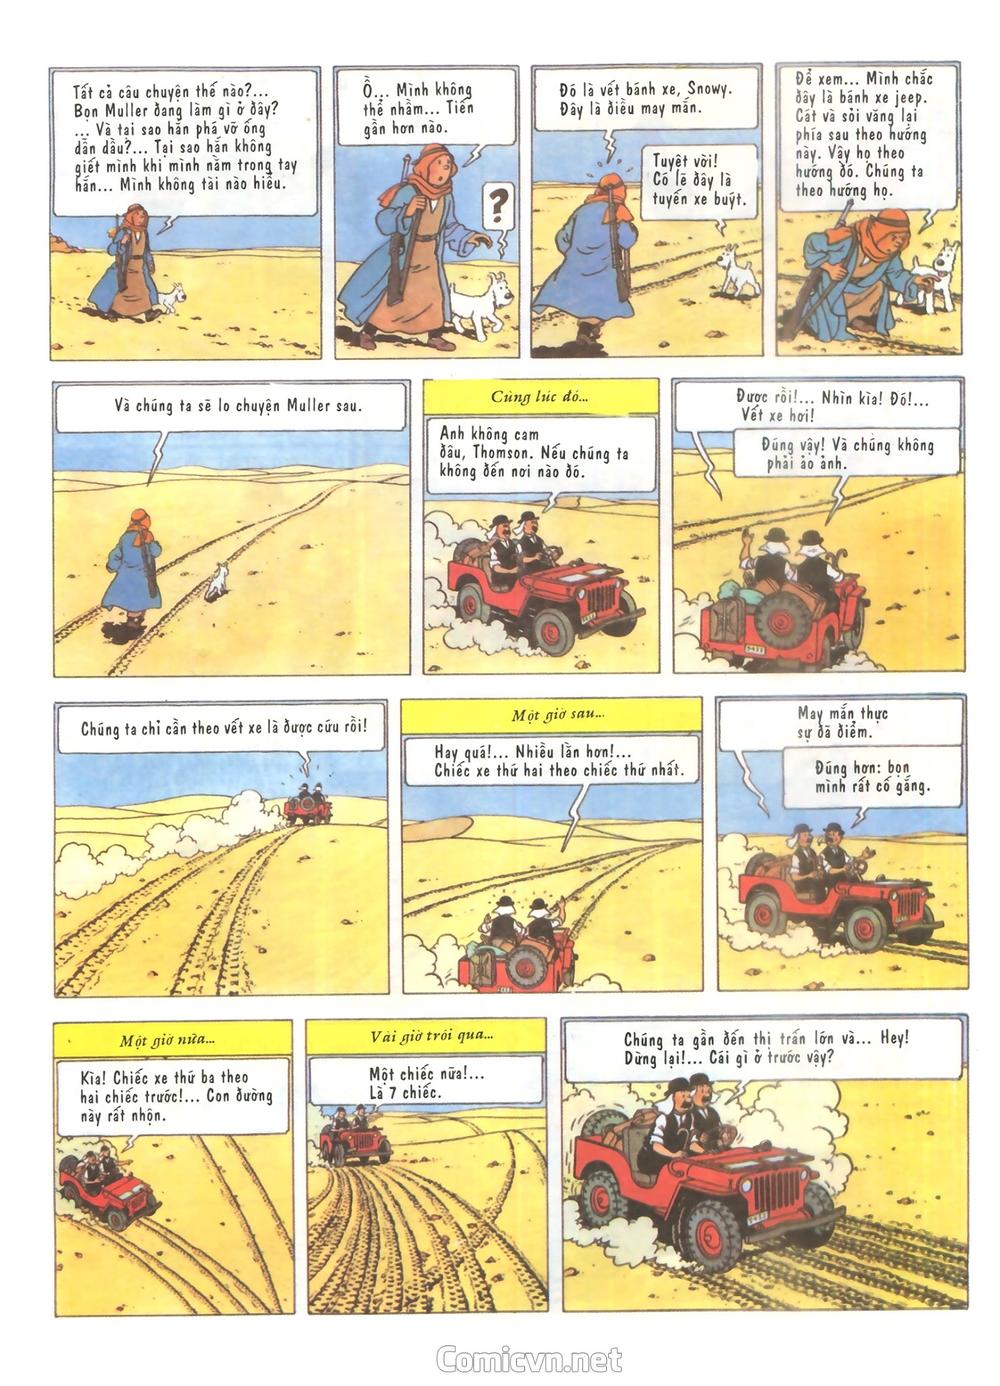 Tất cả câu chuyện thế nào?...
Bọn Muller đang làm gì ở đây?
... Và tại sao hắn phá vỡ ống
dẫn dầu?... Tại sao hắn không
giết mình khi mình nằm trong tay
hắn... Mình không tài nào hiểu.
Ồ... Mình không
thể nhầm... Tiến
gần hơn nào.
?
Đó là vết bánh xe, Snowy.
Đây là điều may mắn.
Tuyệt vời!
Có lẽ đây là
tuyến xe buýt.
Để xem... Mình chắc
đây là bánh xe jeep.
Cát và sỏi văng lại
phía sau theo hướng
này. Vậy họ theo
hướng đó. Chúng ta
theo hướng họ.
Và chúng ta sẽ lo chuyện Muller sau.
Cùng lúc đó...
Anh không cam
đâu, Thomson. Nếu chúng ta
không đến nơi nào đó.
Được rồi!... Nhìn kìa! Đó!...
Vết xe hơi!
Đúng vậy! Và chúng không
phải ảo ảnh.
Chúng ta chỉ cần theo vết xe là được cứu rồi!
Một giờ sau...
Hay quá!... Nhiều lần hơn!...
Chiếc xe thứ hai theo chiếc thứ nhất.
May mắn thực
sự đã điểm.
Đúng hơn: bọn
mình rất cố gắng.
Một giờ nữa...
Kìa! Chiếc xe thứ ba theo
hai chiếc trước!... Con đường
này rất nhộn.
Vài giờ trôi qua...
Một chiếc nữa!...
Là 7 chiếc.
Chúng ta gần đến thị trấn lớn và... Hey!
Dừng lại!... Cái gì ở trước vậy?
Comicvn.net